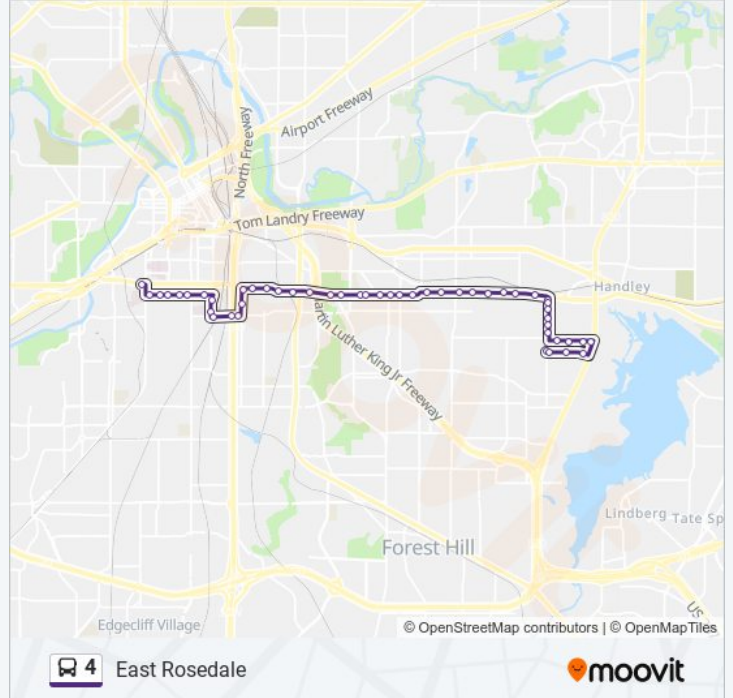 Airport Freeway
North Freeway
Tom Landry Freeway
Handley
artin Luther King Jr Freeway
Lindberg
Tate Sp
Forest Hill
US
Edgecliff Village
© OpenStreetMap contributors | © OpenMapTiles
4 East Rosedale
moovit